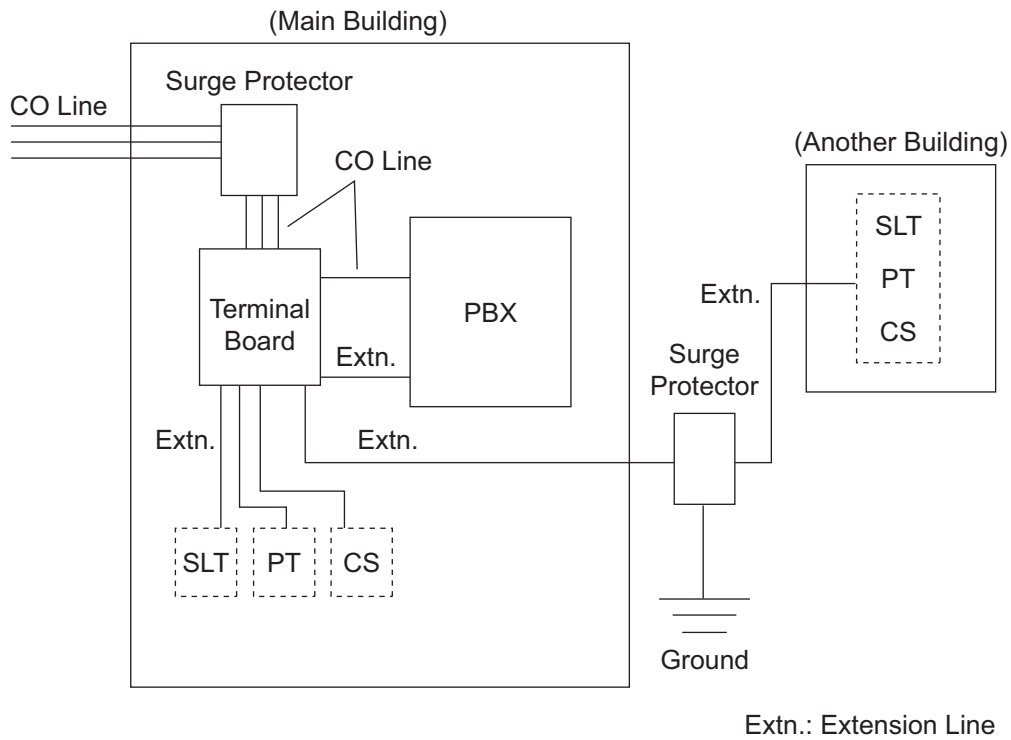 (Main Building)
Surge Protector
CO Line
CO Line
(Another Building)
SLT
PT
CS
Extn.
Terminal
Board
PBX
Extn.
Surge
Protector
Extn.
Extn.
SLT
PT
CS
Ground
Extn.: Extension Line